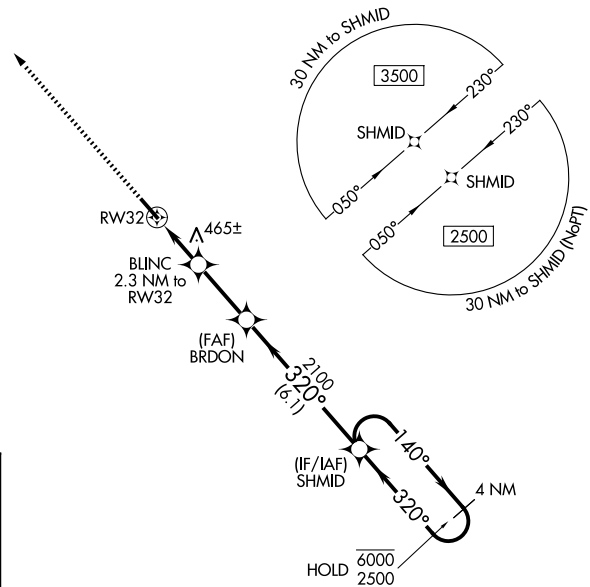 30 NM to SHMID
3500
230°
SHMID
050°
230°
SHMID
050°
2500
30 NM to SHMID (NoPT)
RW32
465±
BLINC
2.3 NM to
RW32
(FAF)
BRDON
2100
320°
(6.1)
(IF/IAF)
SHMID
140°
320°
4 NM
HOLD 6000
2500